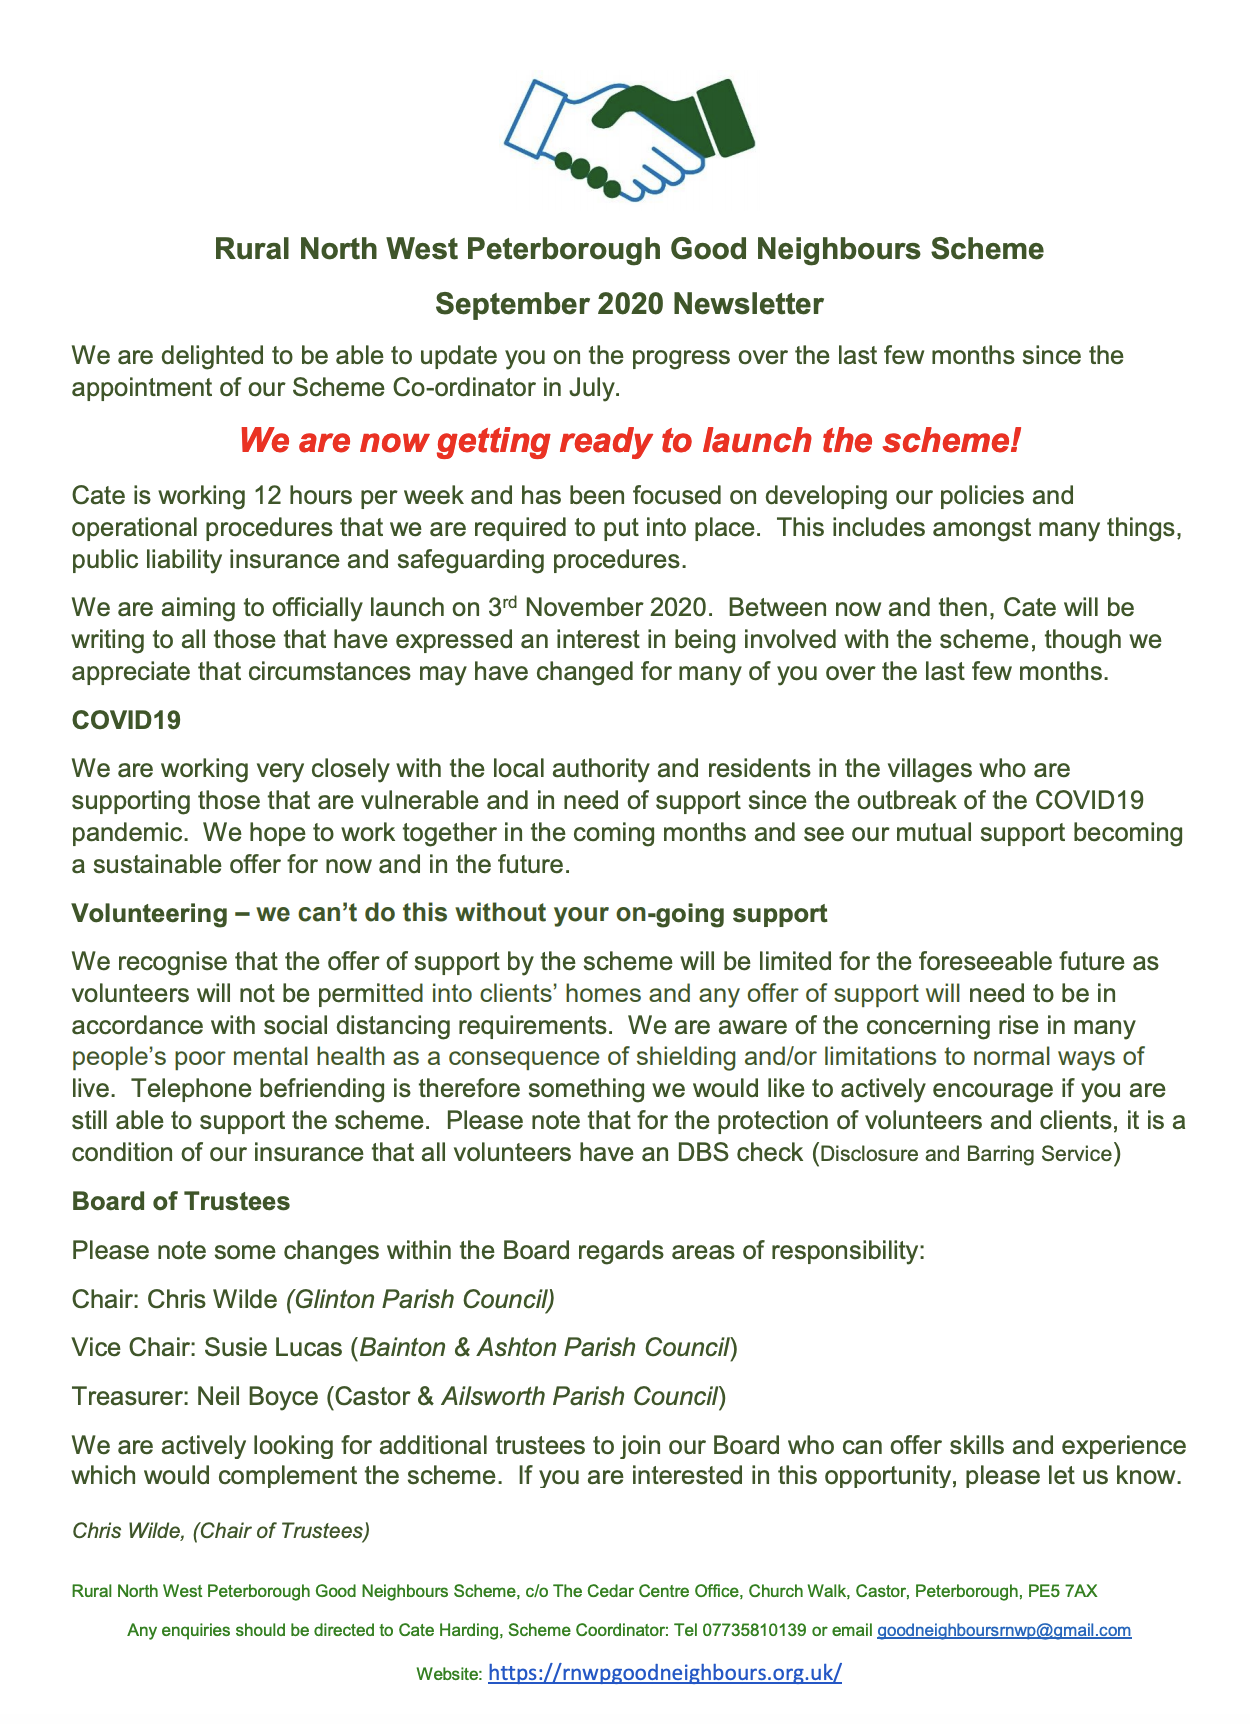 Rural North West Peterborough Good Neighbours Scheme
September 2020 Newsletter
We are delighted to be able to update you on the progress over the last few months since the
appointment of our Scheme Co-ordinator in July.
We are now getting ready to launch the scheme!
Cate is working 12 hours per week and has been focused on developing our policies and
operational procedures that we are required to put into place.  This includes amongst many things,
public liability insurance and safeguarding procedures.
We are aiming to officially launch on 3rd November 2020.  Between now and then, Cate will be
writing to all those that have expressed an interest in being involved with the scheme, though we
appreciate that circumstances may have changed for many of you over the last few months.
COVID19
We are working very closely with the local authority and residents in the villages who are
supporting those that are vulnerable and in need of support since the outbreak of the COVID19
pandemic.  We hope to work together in the coming months and see our mutual support becoming
a sustainable offer for now and in the future.
Volunteering – we can’t do this without your on-going support
We recognise that the offer of support by the scheme will be limited for the foreseeable future as
volunteers will not be permitted into clients’ homes and any offer of support will need to be in
accordance with social distancing requirements.  We are aware of the concerning rise in many
people’s poor mental health as a consequence of shielding and/or limitations to normal ways of
live.  Telephone befriending is therefore something we would like to actively encourage if you are
still able to support the scheme.  Please note that for the protection of volunteers and clients, it is a
condition of our insurance that all volunteers have an DBS check (Disclosure and Barring Service)
Board of Trustees
Please note some changes within the Board regards areas of responsibility:
Chair: Chris Wilde (Glinton Parish Council)
Vice Chair: Susie Lucas (Bainton & Ashton Parish Council)
Treasurer: Neil Boyce (Castor & Ailsworth Parish Council)
We are actively looking for additional trustees to join our Board who can offer skills and experience
which would complement the scheme.  If you are interested in this opportunity, please let us know.
Chris Wilde, (Chair of Trustees)
Rural North West Peterborough Good Neighbours Scheme, c/o The Cedar Centre Office, Church Walk, Castor, Peterborough, PE5 7AX
Any enquiries should be directed to Cate Harding, Scheme Coordinator: Tel 07735810139 or email goodneighboursrnwp@gmail.com
Website: https://rnwpgoodneighbours.org.uk/